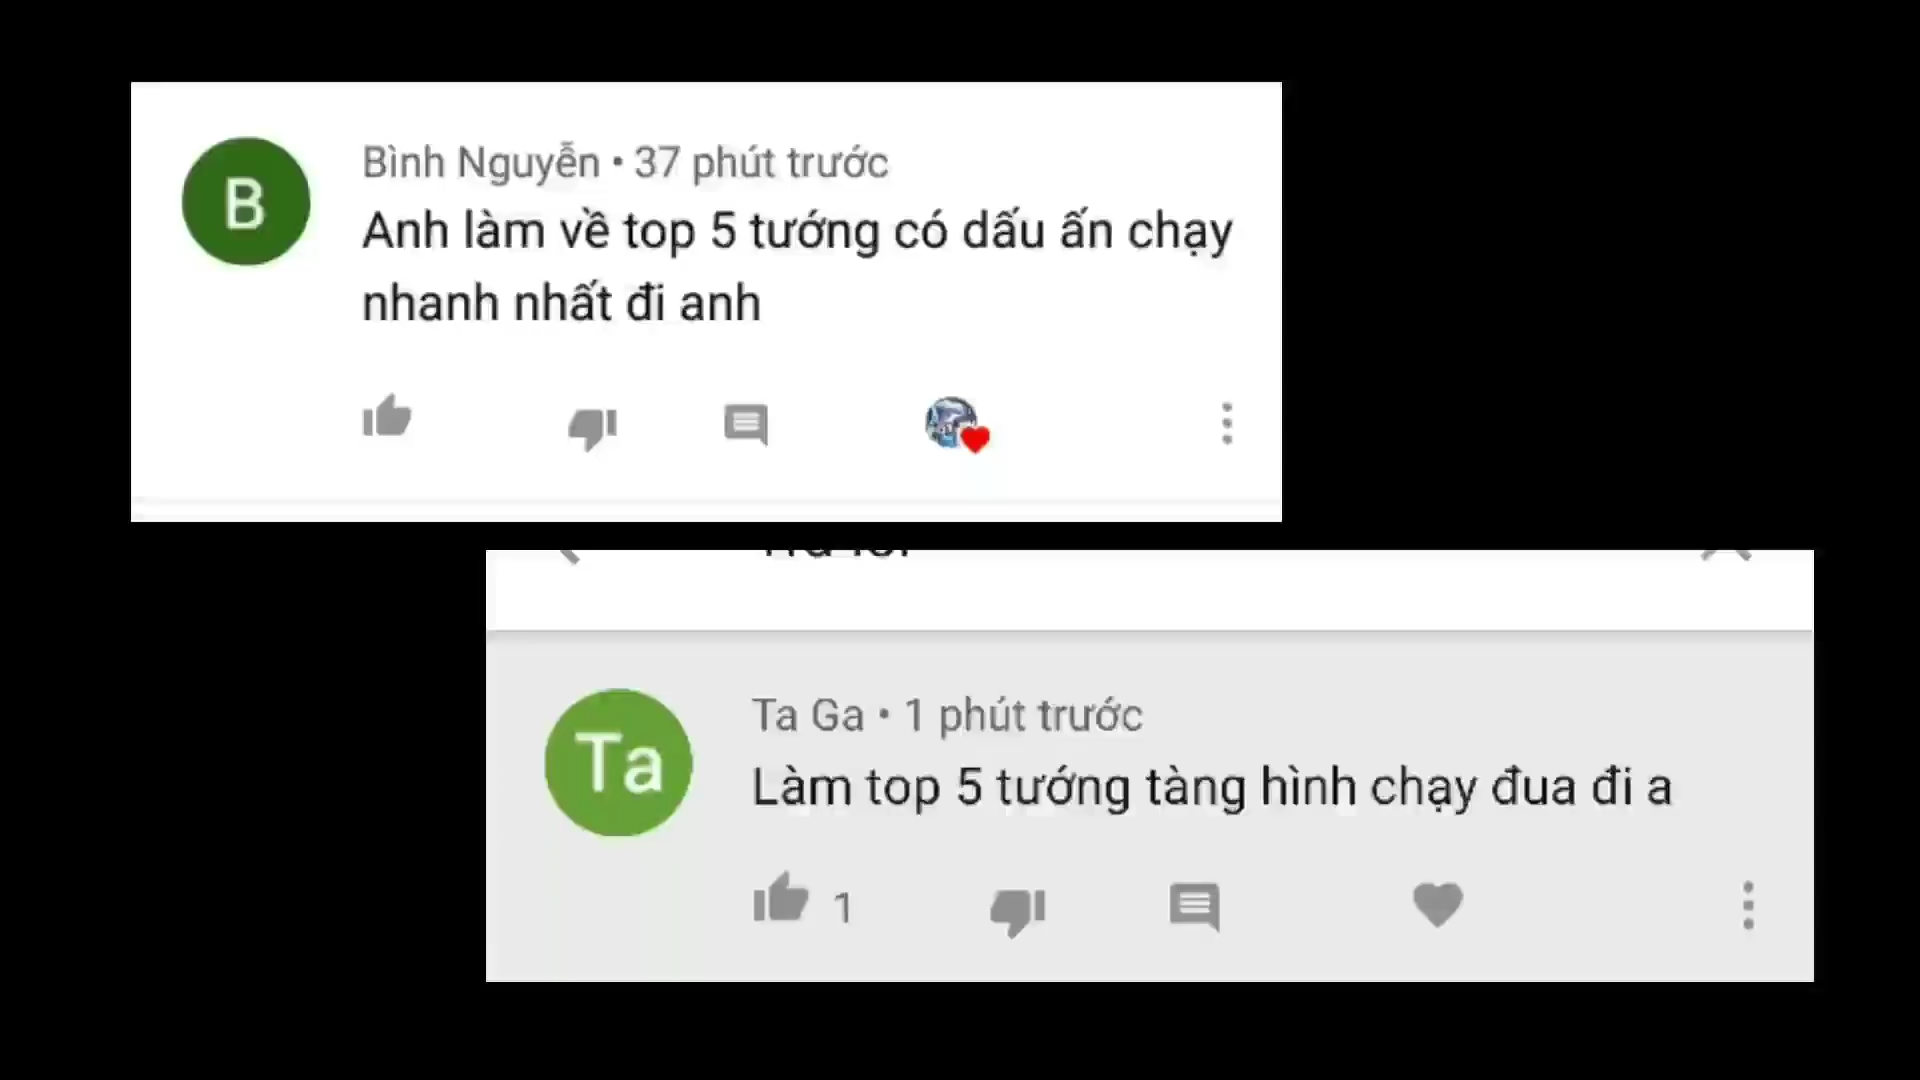 B
Bình Nguyễn • 37 phút trước
Anh làm về top 5 tướng có dấu ấn chạy
nhanh nhất đi anh
Ta
Ta Ga • 1 phút trước
Làm top 5 tướng tàng hình chạy đua đi a
1